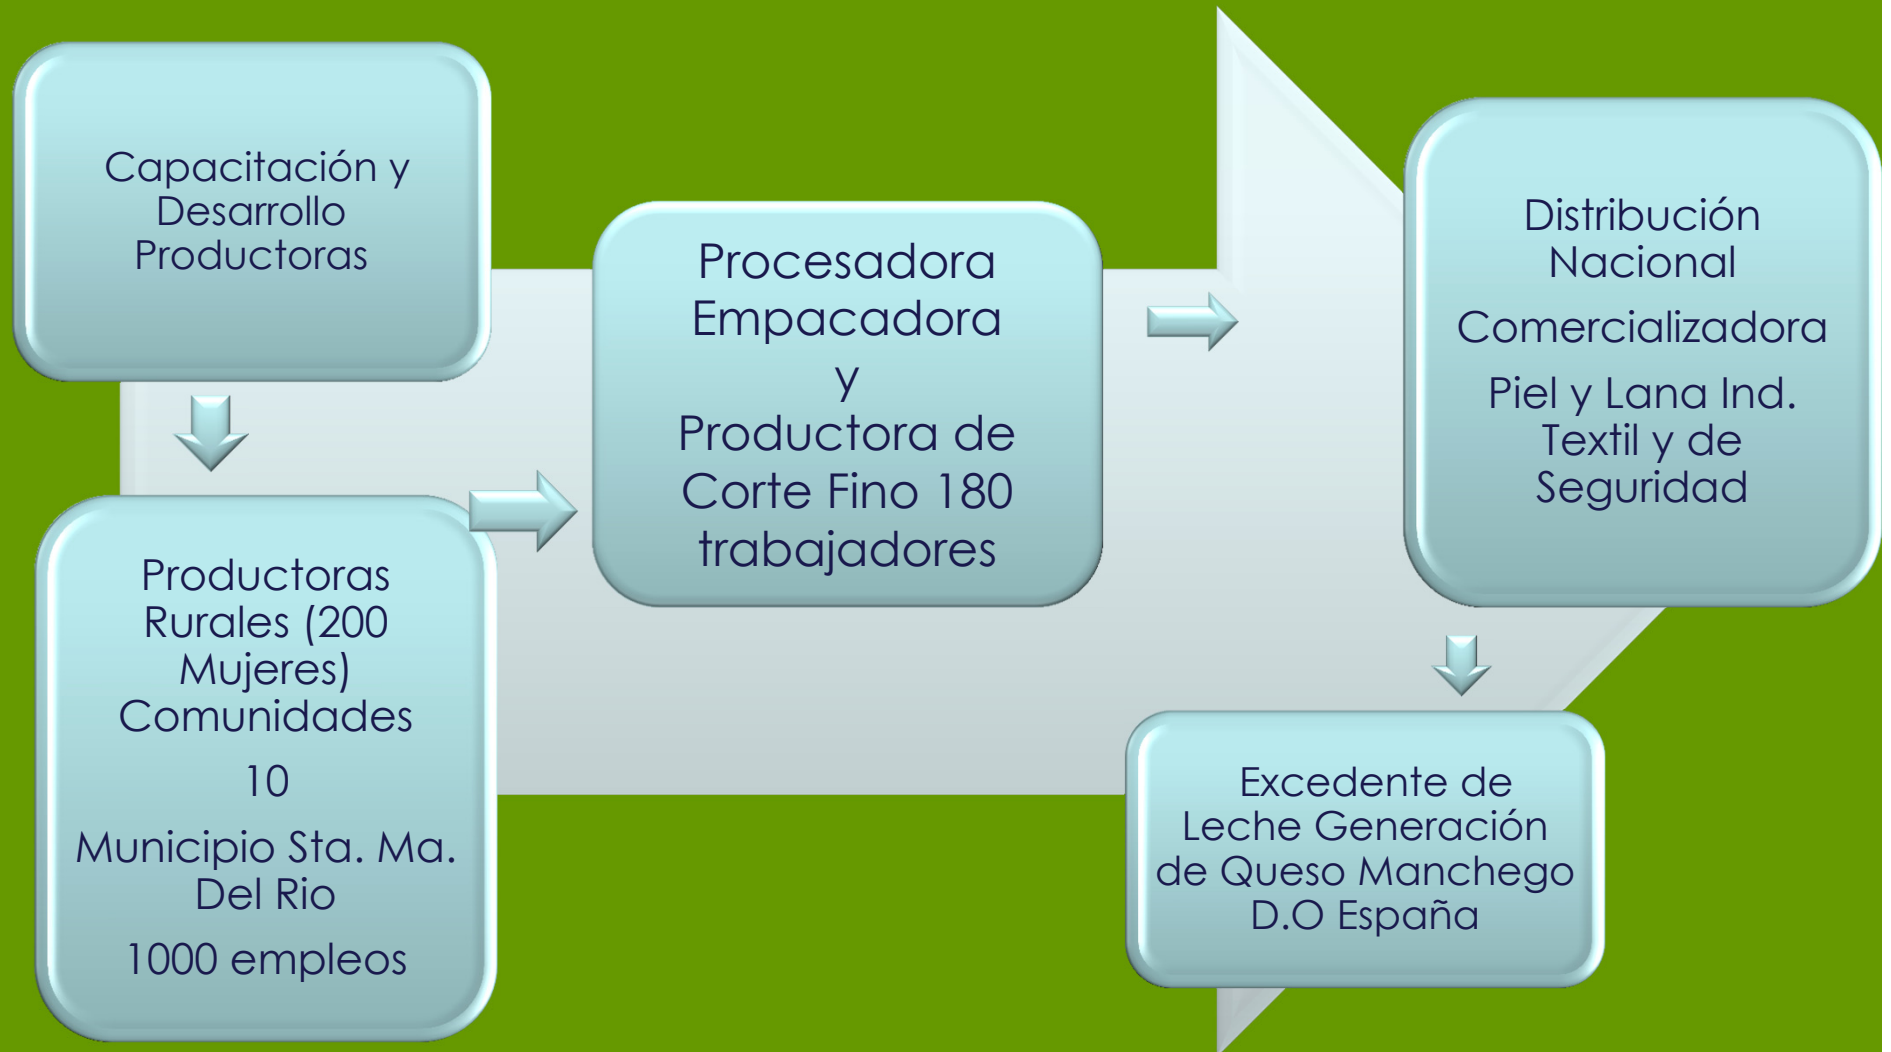 Capacitación y
Desarrollo
Productoras
Productoras
Rurales (200
Mujeres)
Comunidades
10
Municipio Sta. Ma.
Del Rio
1000 empleos
Procesadora
Empacadora
y
Productora de
Corte Fino 180
trabajadores
Distribución
Nacional
Comercializadora
Piel y Lana Ind.
Textil y de
Seguridad
Excedente de
Leche Generación
de Queso Manchego
D.O España